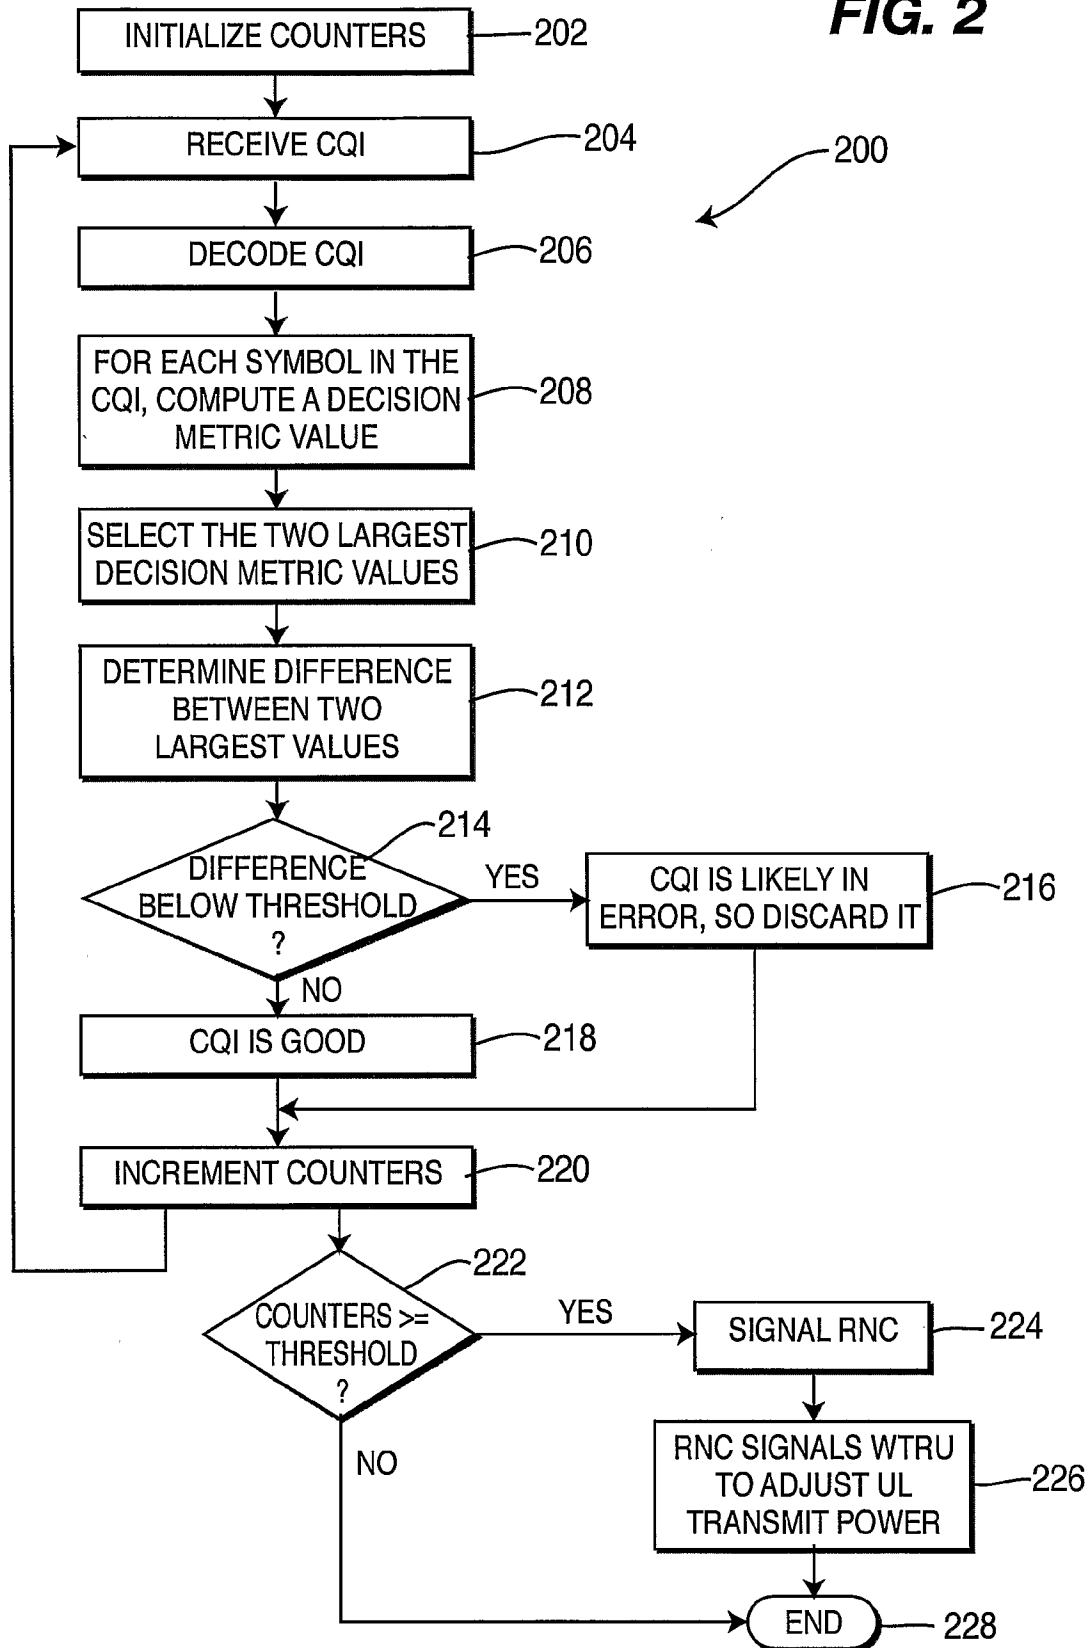 FIG. 2
INITIALIZE COUNTERS
202
RECEIVE CQI
204
200
DECODE CQI
206
FOR EACH SYMBOL IN THE
CQI, COMPUTE A DECISION
METRIC VALUE
208
SELECT THE TWO LARGEST
DECISION METRIC VALUES
210
DETERMINE DIFFERENCE
BETWEEN TWO
LARGEST VALUES
212
214
DIFFERENCE
BELOW THRESHOLD
?
YES
CQI IS LIKELY IN
ERROR, SO DISCARD IT
216
NO
CQI IS GOOD
218
INCREMENT COUNTERS
220
222
COUNTERS >=
THRESHOLD
?
YES
SIGNAL RNC
224
NO
RNC SIGNALS WTRU
TO ADJUST UL
TRANSMIT POWER
226
END
228